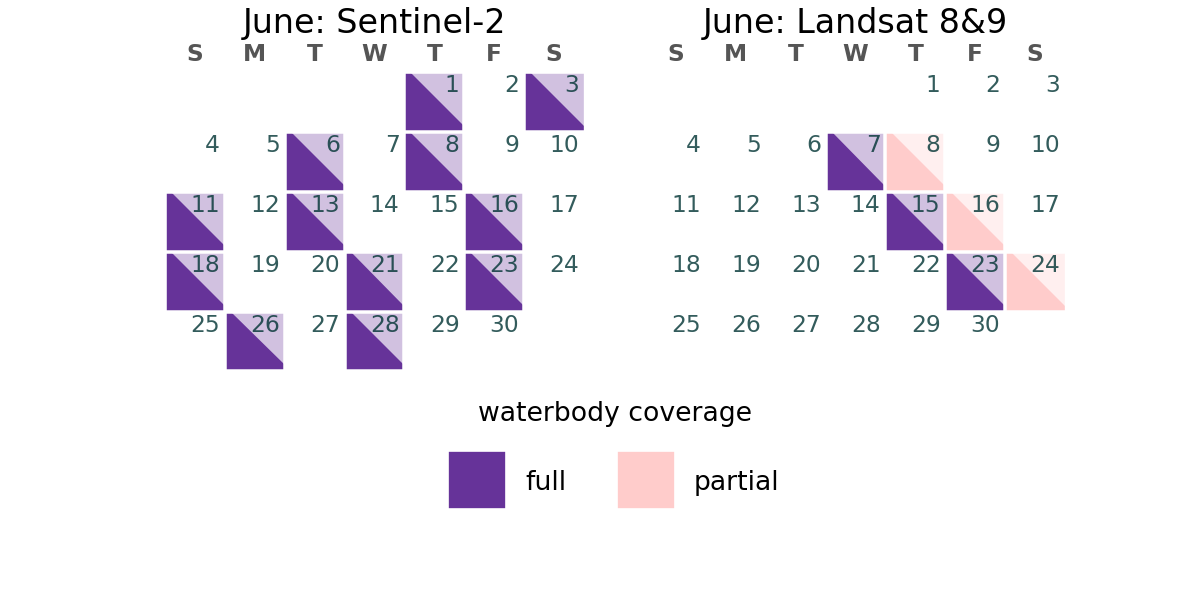 June: Sentinel-2
S M T W T F S
1 2 3
4 5 6 7 8 9 10
11 12 13 14 15 16 17
18 19 20 21 22 23 24
25 26 27 28 29 30
June: Landsat 8&9
S M T W T F S
1 2 3
4 5 6 7 8 9 10
11 12 13 14 15 16 17
18 19 20 21 22 23 24
25 26 27 28 29 30
waterbody coverage
full
partial